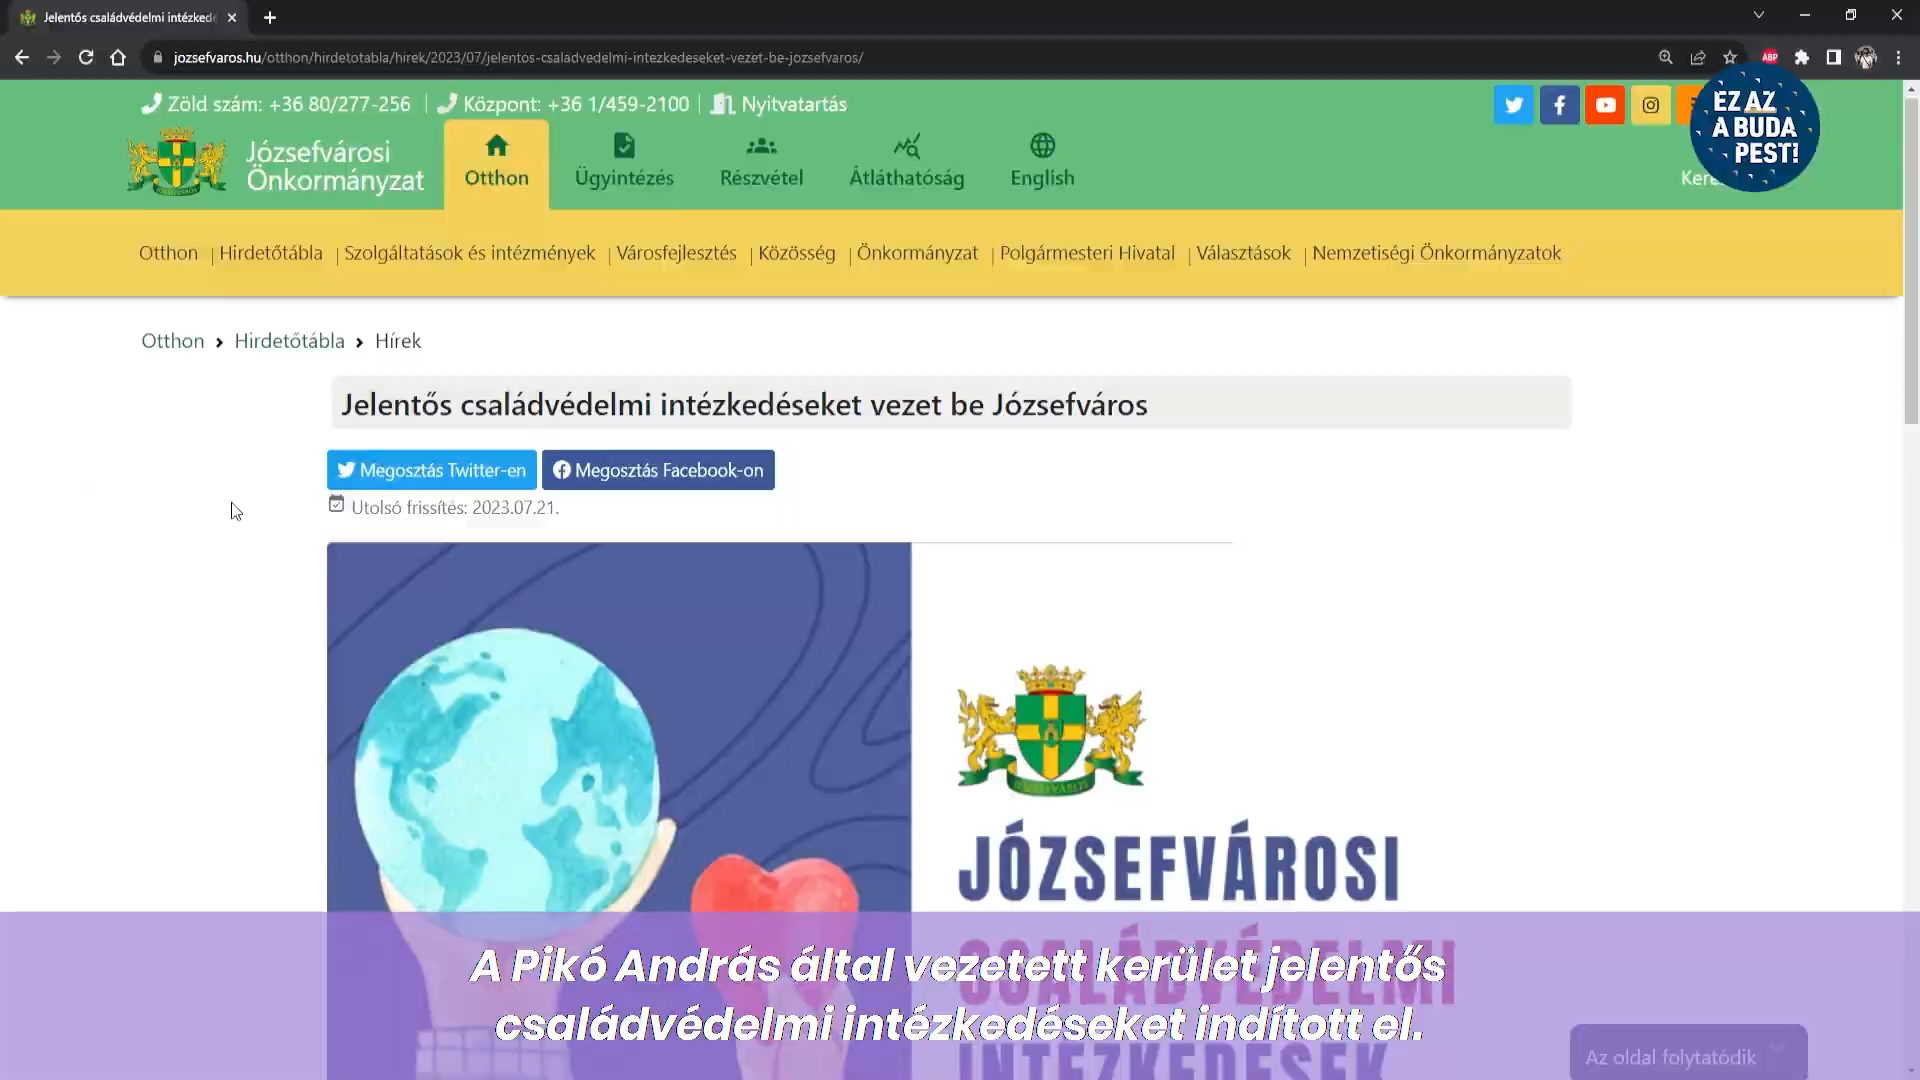 Jelentős családvédelmi intézked
jozsefvaros.hu/otthon/hirdetotabla/hirek/2023/07/jelentos-csaladvedelmi-intezkedeseket-vezet-be-jozsefvaros/
ABP
Zöld szám: +36 80/277-256
Központ: +36 1/459-2100
Nyitvatartás
EZ AZ
A BUDA
PEST!
Józsefvárosi
Önkormányzat
Otthon
Ügyintézés
Részvétel
Átláthatóság
English
Otthon
Hirdetőtábla
Szolgáltatások és intézmények
Városfejlesztés
Közösség
Önkormányzat
Polgármesteri Hivatal
Választások
Nemzetiségi Önkormányzatok
Otthon > Hirdetőtábla > Hírek
Jelentős családvédelmi intézkedéseket vezet be Józsefváros
Megosztás Twitter-en
Megosztás Facebook-on
Utolsó frissítés: 2023.07.21.
JÓZSEFVÁROSI
CSALÁDVÉDELMI
INTÉZKEDÉSEK
A Pikó András által vezetett kerület jelentős
családvédelmi intézkedéseket indított el.
Az oldal folytatódik